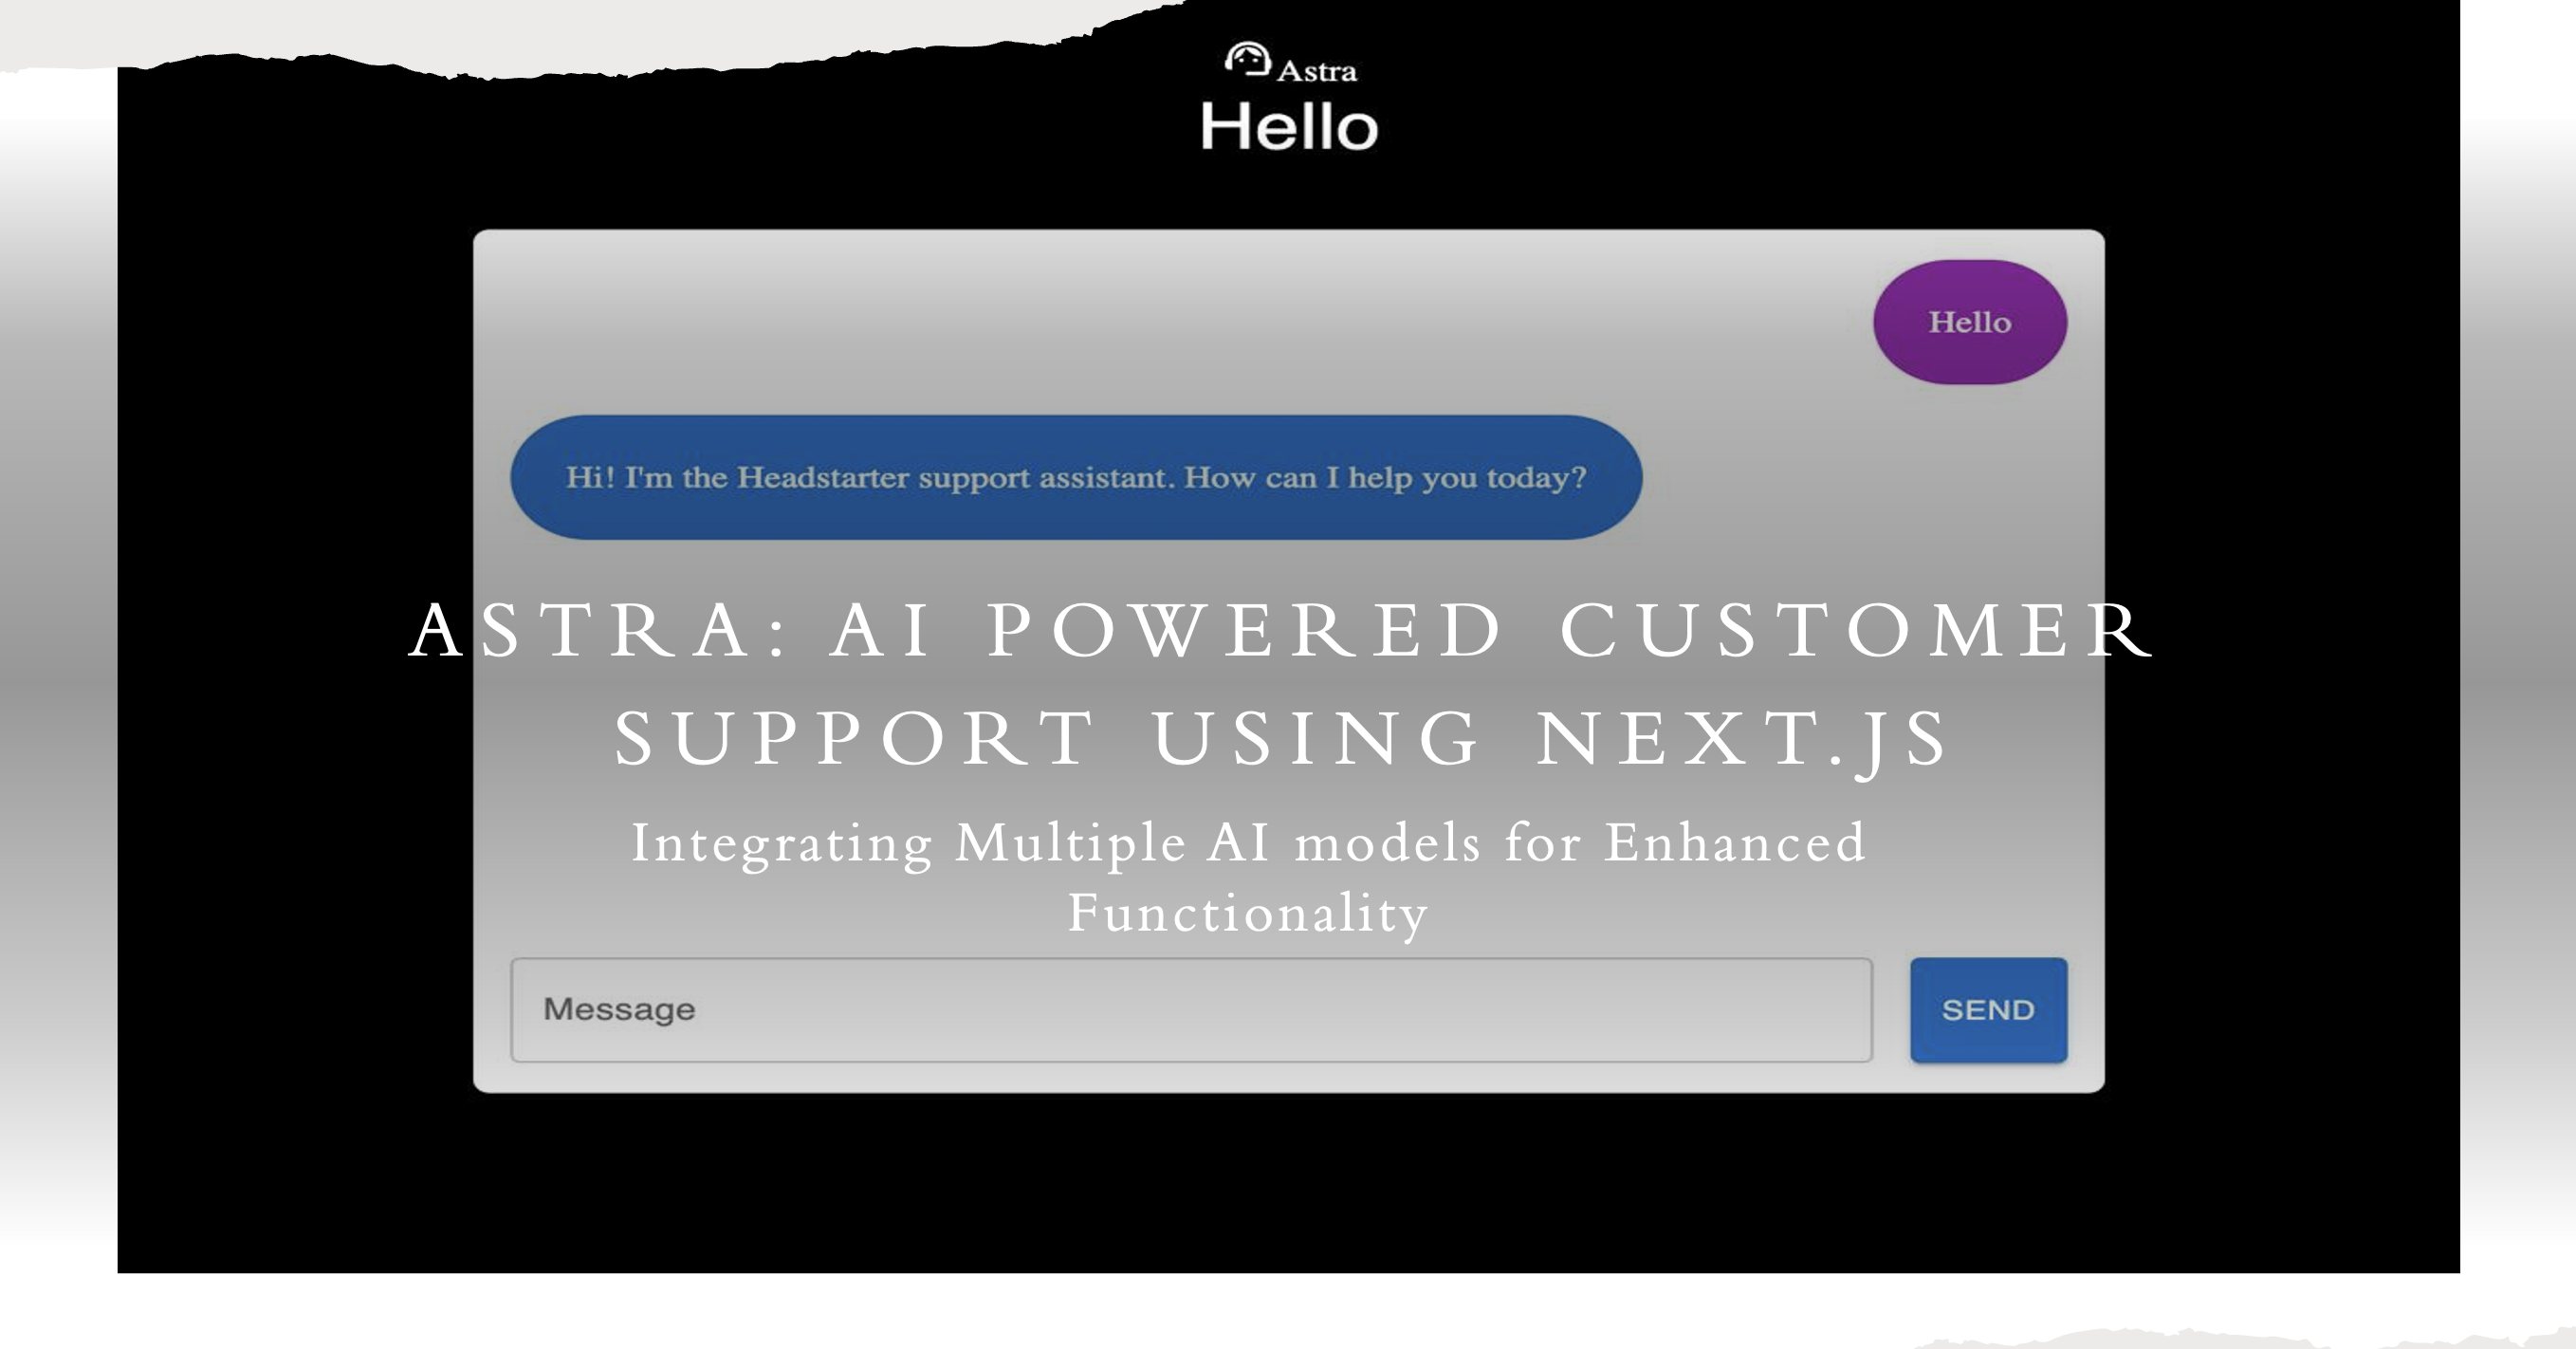 Astra
Hello
Hello
Hi! I'm the Headstarter support assistant. How can I help you today?
ASTRA: AI POWERED CUSTOMER
SUPPORT USING NEXT.JS
Integrating Multiple AI models for Enhanced
Functionality
Message
SEND